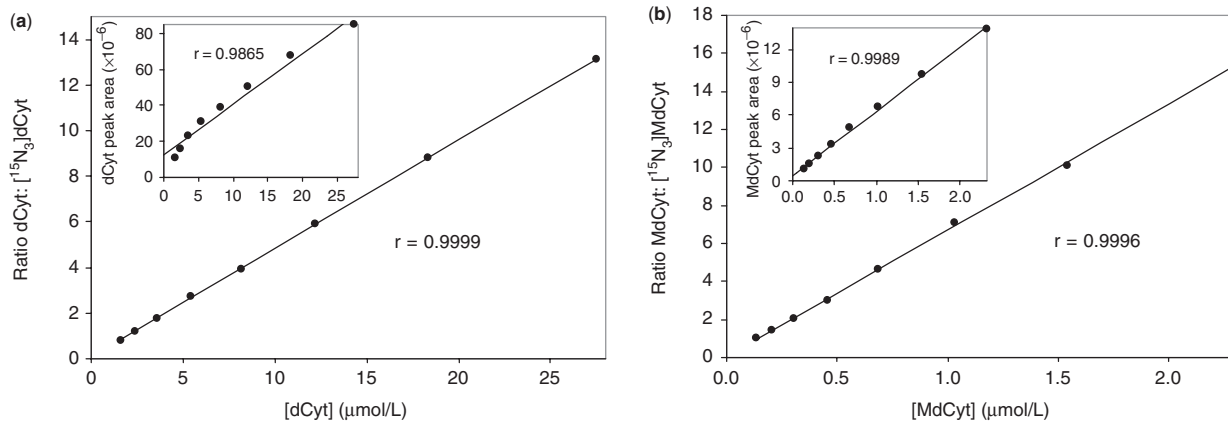 (a)
Ratio dCyt: [¹⁵N₃]dCyt
14
12
10
8
6
4
2
0
0 5 10 15 20 25
[dCyt] (μmol/L)
r = 0.9999
dCyt peak area (×10⁻⁶)
80
60
40
20
0
0 5 10 15 20 25
r = 0.9865
(b)
Ratio MdCyt: [¹⁵N₃]MdCyt
18
16
14
12
10
8
6
4
2
0
0.0 0.5 1.0 1.5 2.0
[MdCyt] (μmol/L)
r = 0.9996
MdCyt peak area (×10⁻⁶)
12
9
6
3
0
0.0 0.5 1.0 1.5 2.0
r = 0.9989